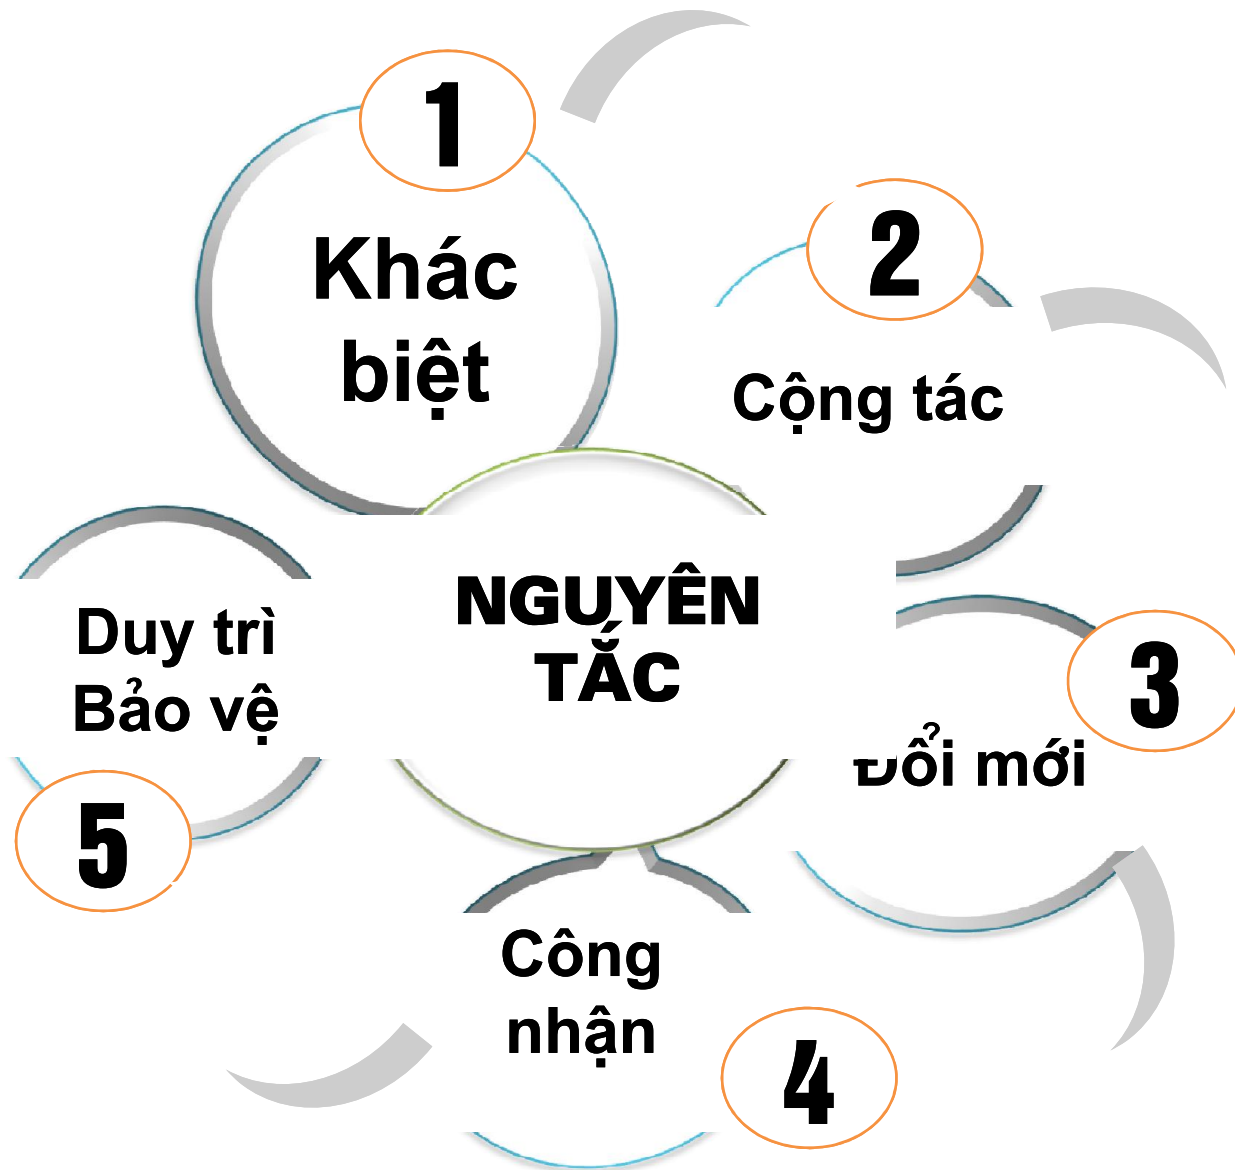 1
Khác
biệt
2
Cộng tác
NGUYÊN
TẮC
3
Đổi mới
Công
nhận
4
Duy trì
Bảo vệ
5